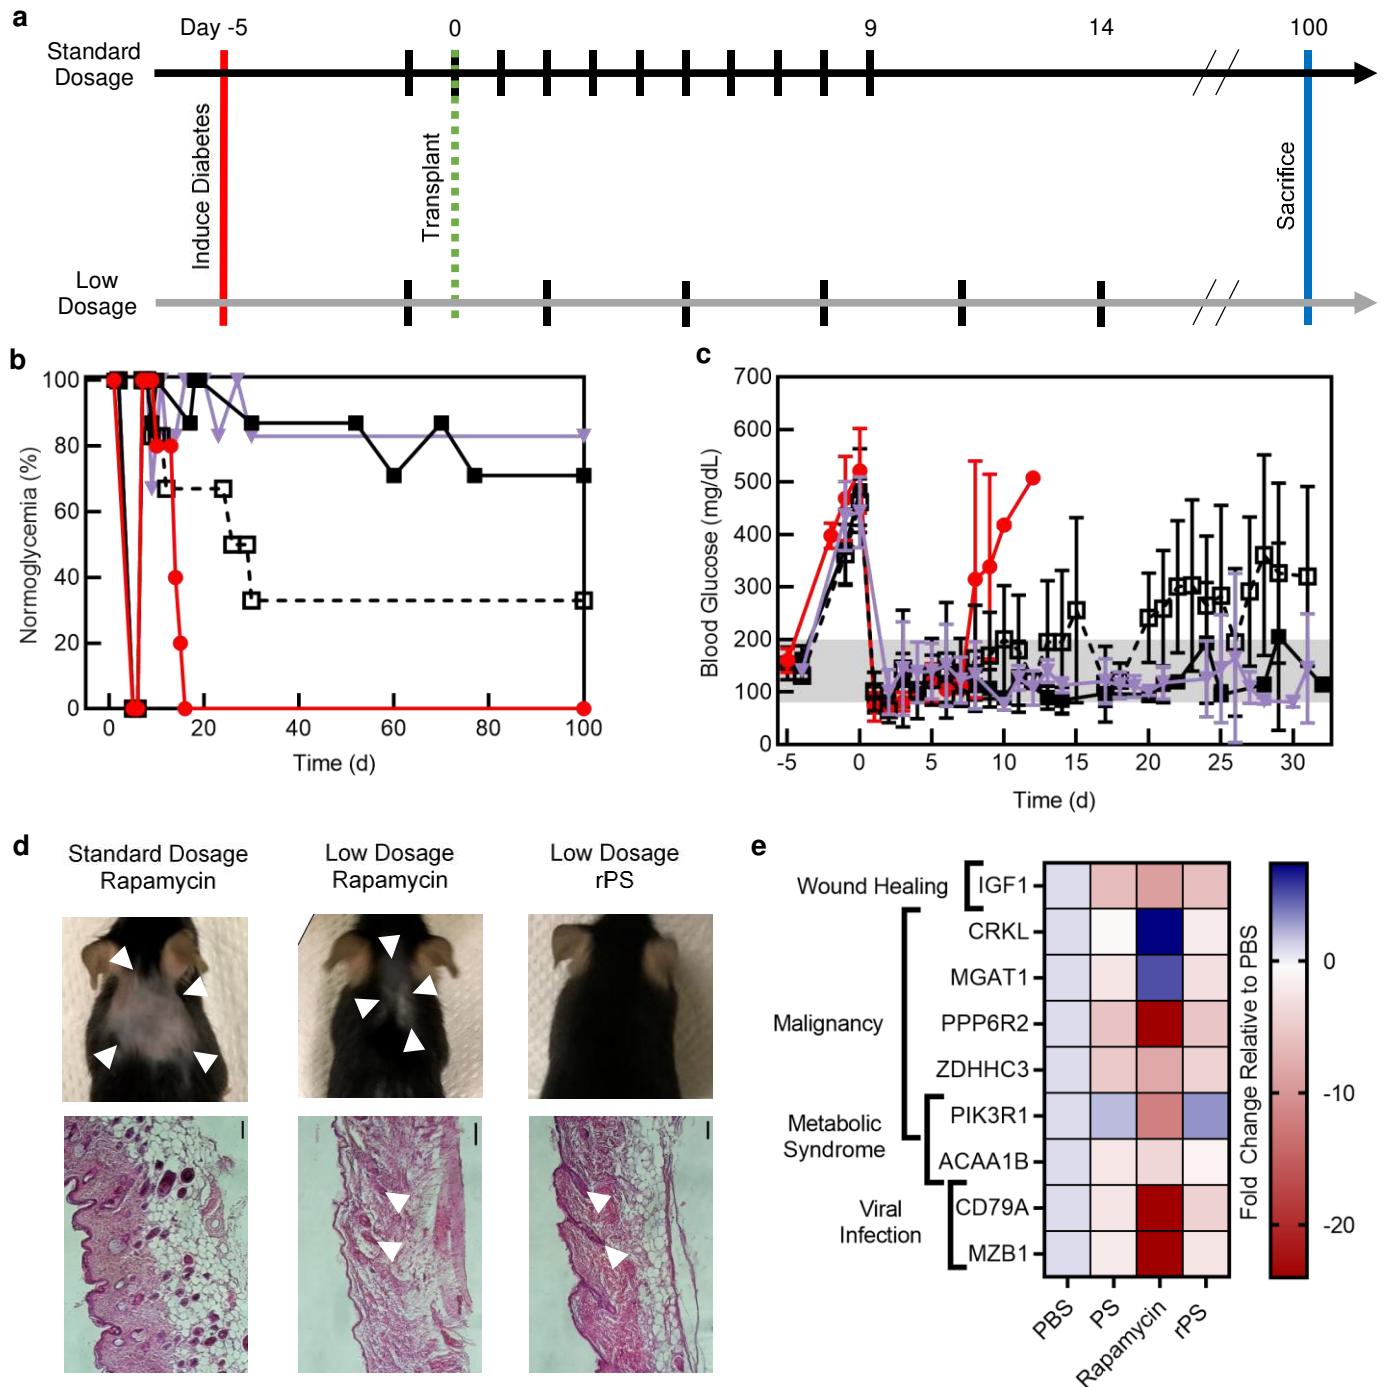 a
Day -5
0
9
14
100
Standard
Dosage
Induce Diabetes
Transplant
Sacrifice
Low
Dosage
b
100
80
60
40
20
0
Normoglycemia (%)
0
20
40
60
80
100
Time (d)
c
700
600
500
400
300
200
100
0
Blood Glucose (mg/dL)
-5
0
5
10
15
20
25
30
Time (d)
d
Standard Dosage
Rapamycin
Low Dosage
Rapamycin
Low Dosage
rPS
e
Wound Healing
IGF1
CRKL
MGAT1
Malignancy
PPP6R2
ZDHHC3
Metabolic
Syndrome
PIK3R1
ACAA1B
Viral
Infection
CD79A
MZB1
PBS
PS
Rapamycin
rPS
Fold Change Relative to PBS
0
-10
-20